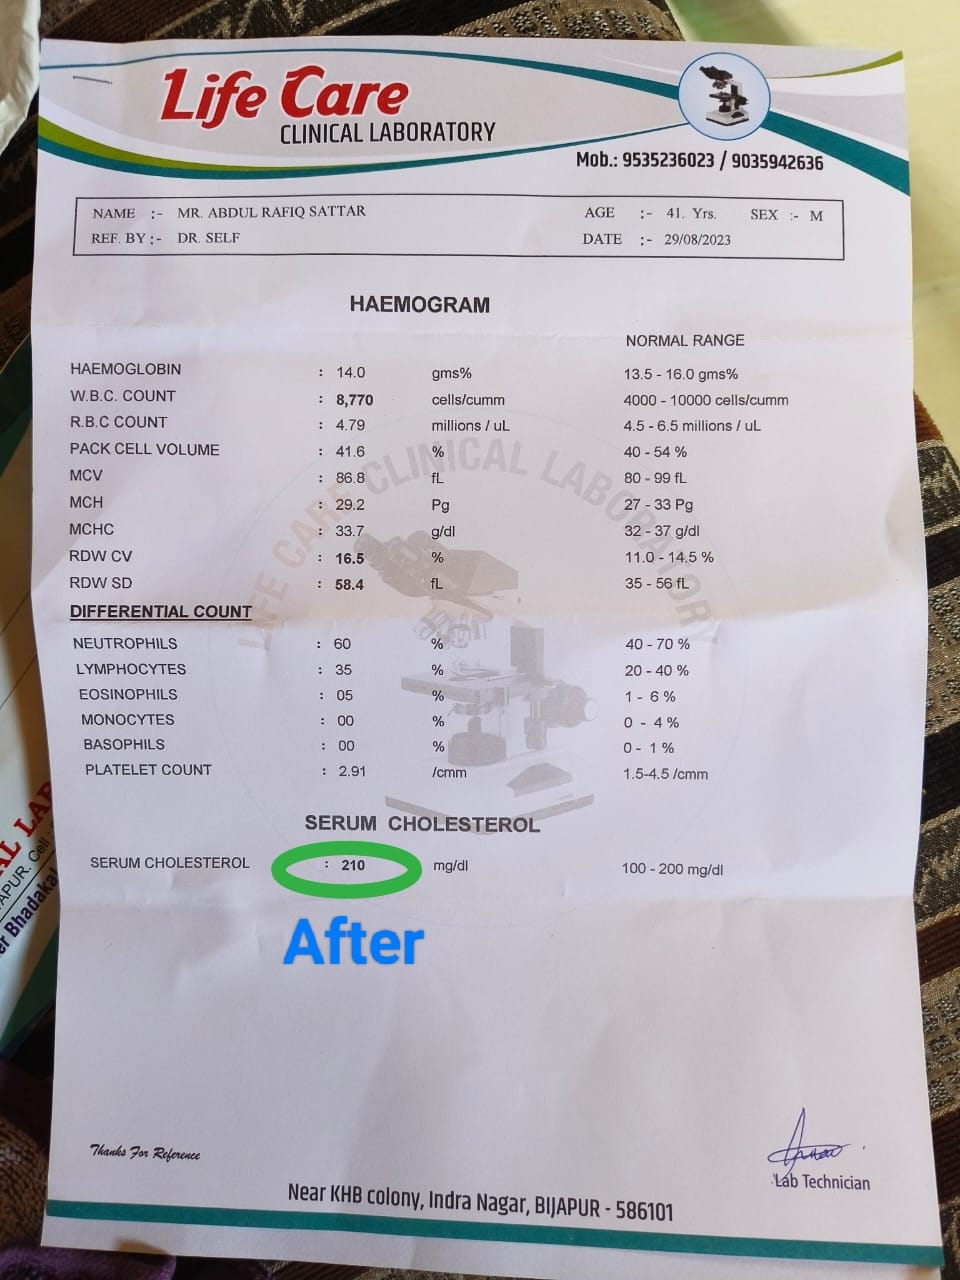 Life Care
CLINICAL LABORATORY
Mob.: 9535236023 / 9035942636
NAME :- MR. ABDUL RAFIQ SATTAR AGE :- 41. Yrs. SEX :- M
REF. BY :- DR. SELF DATE :- 29/08/2023
HAEMOGRAM
NORMAL RANGE
HAEMOGLOBIN : 14.0 gms% 13.5 - 16.0 gms%
W.B.C. COUNT : 8,770 cells/cumm 4000 - 10000 cells/cumm
R.B.C COUNT : 4.79 millions / uL 4.5 - 6.5 millions / uL
PACK CELL VOLUME : 41.6 % 40 - 54 %
MCV : 86.8 fL 80 - 99 fL
MCH : 29.2 Pg 27 - 33 Pg
MCHC : 33.7 g/dl 32 - 37 g/dl
RDW CV : 16.5 % 11.0 - 14.5 %
RDW SD : 58.4 fL 35 - 56 fL
LIFE CARE CLINICAL LABORATORY
DIFFERENTIAL COUNT
NEUTROPHILS : 60 % 40 - 70 %
LYMPHOCYTES : 35 % 20 - 40 %
EOSINOPHILS : 05 % 1 - 6 %
MONOCYTES : 00 % 0 - 4 %
BASOPHILS : 00 % 0 - 1 %
PLATELET COUNT : 2.91 /cmm 1.5-4.5 /cmm
SERUM CHOLESTEROL
SERUM CHOLESTEROL : 210 mg/dl 100 - 200 mg/dl
After
Thanks For Reference
Lab Technician
Near KHB colony, Indra Nagar, BIJAPUR - 586101